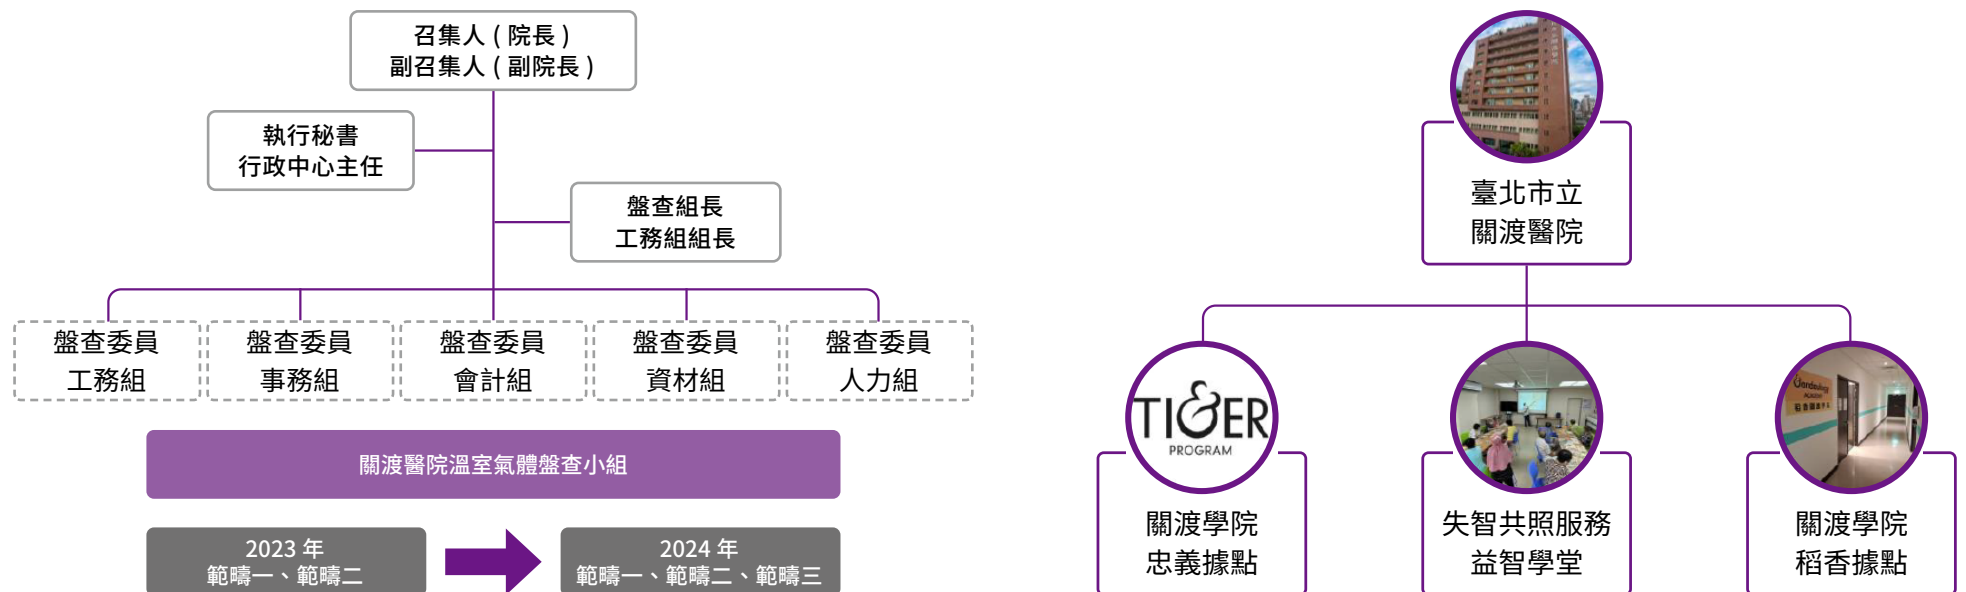 召集人 ( 院長 )
副召集人 ( 副院長 )
執行秘書
行政中心主任
盤查組長
工務組組長
盤查委員
工務組
盤查委員
事務組
盤查委員
會計組
盤查委員
資材組
盤查委員
人力組
關渡醫院溫室氣體盤查小組
2023 年
範疇一、範疇二
2024 年
範疇一、範疇二、範疇三
臺北市立
關渡醫院
TIGER
PROGRAM
關渡學院
忠義據點
失智共照服務
益智學堂
ACADEMY
關渡學院
稻香據點